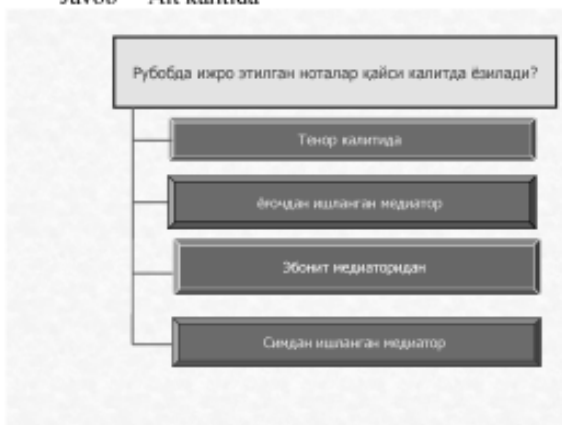 Рубобда ижро этилган ноталар қайси калитда ёзилади?
Тенор калитида
ёғочдан ишланган медиатор
Эбонит медиаторидан
Симдан ишланган медиатор